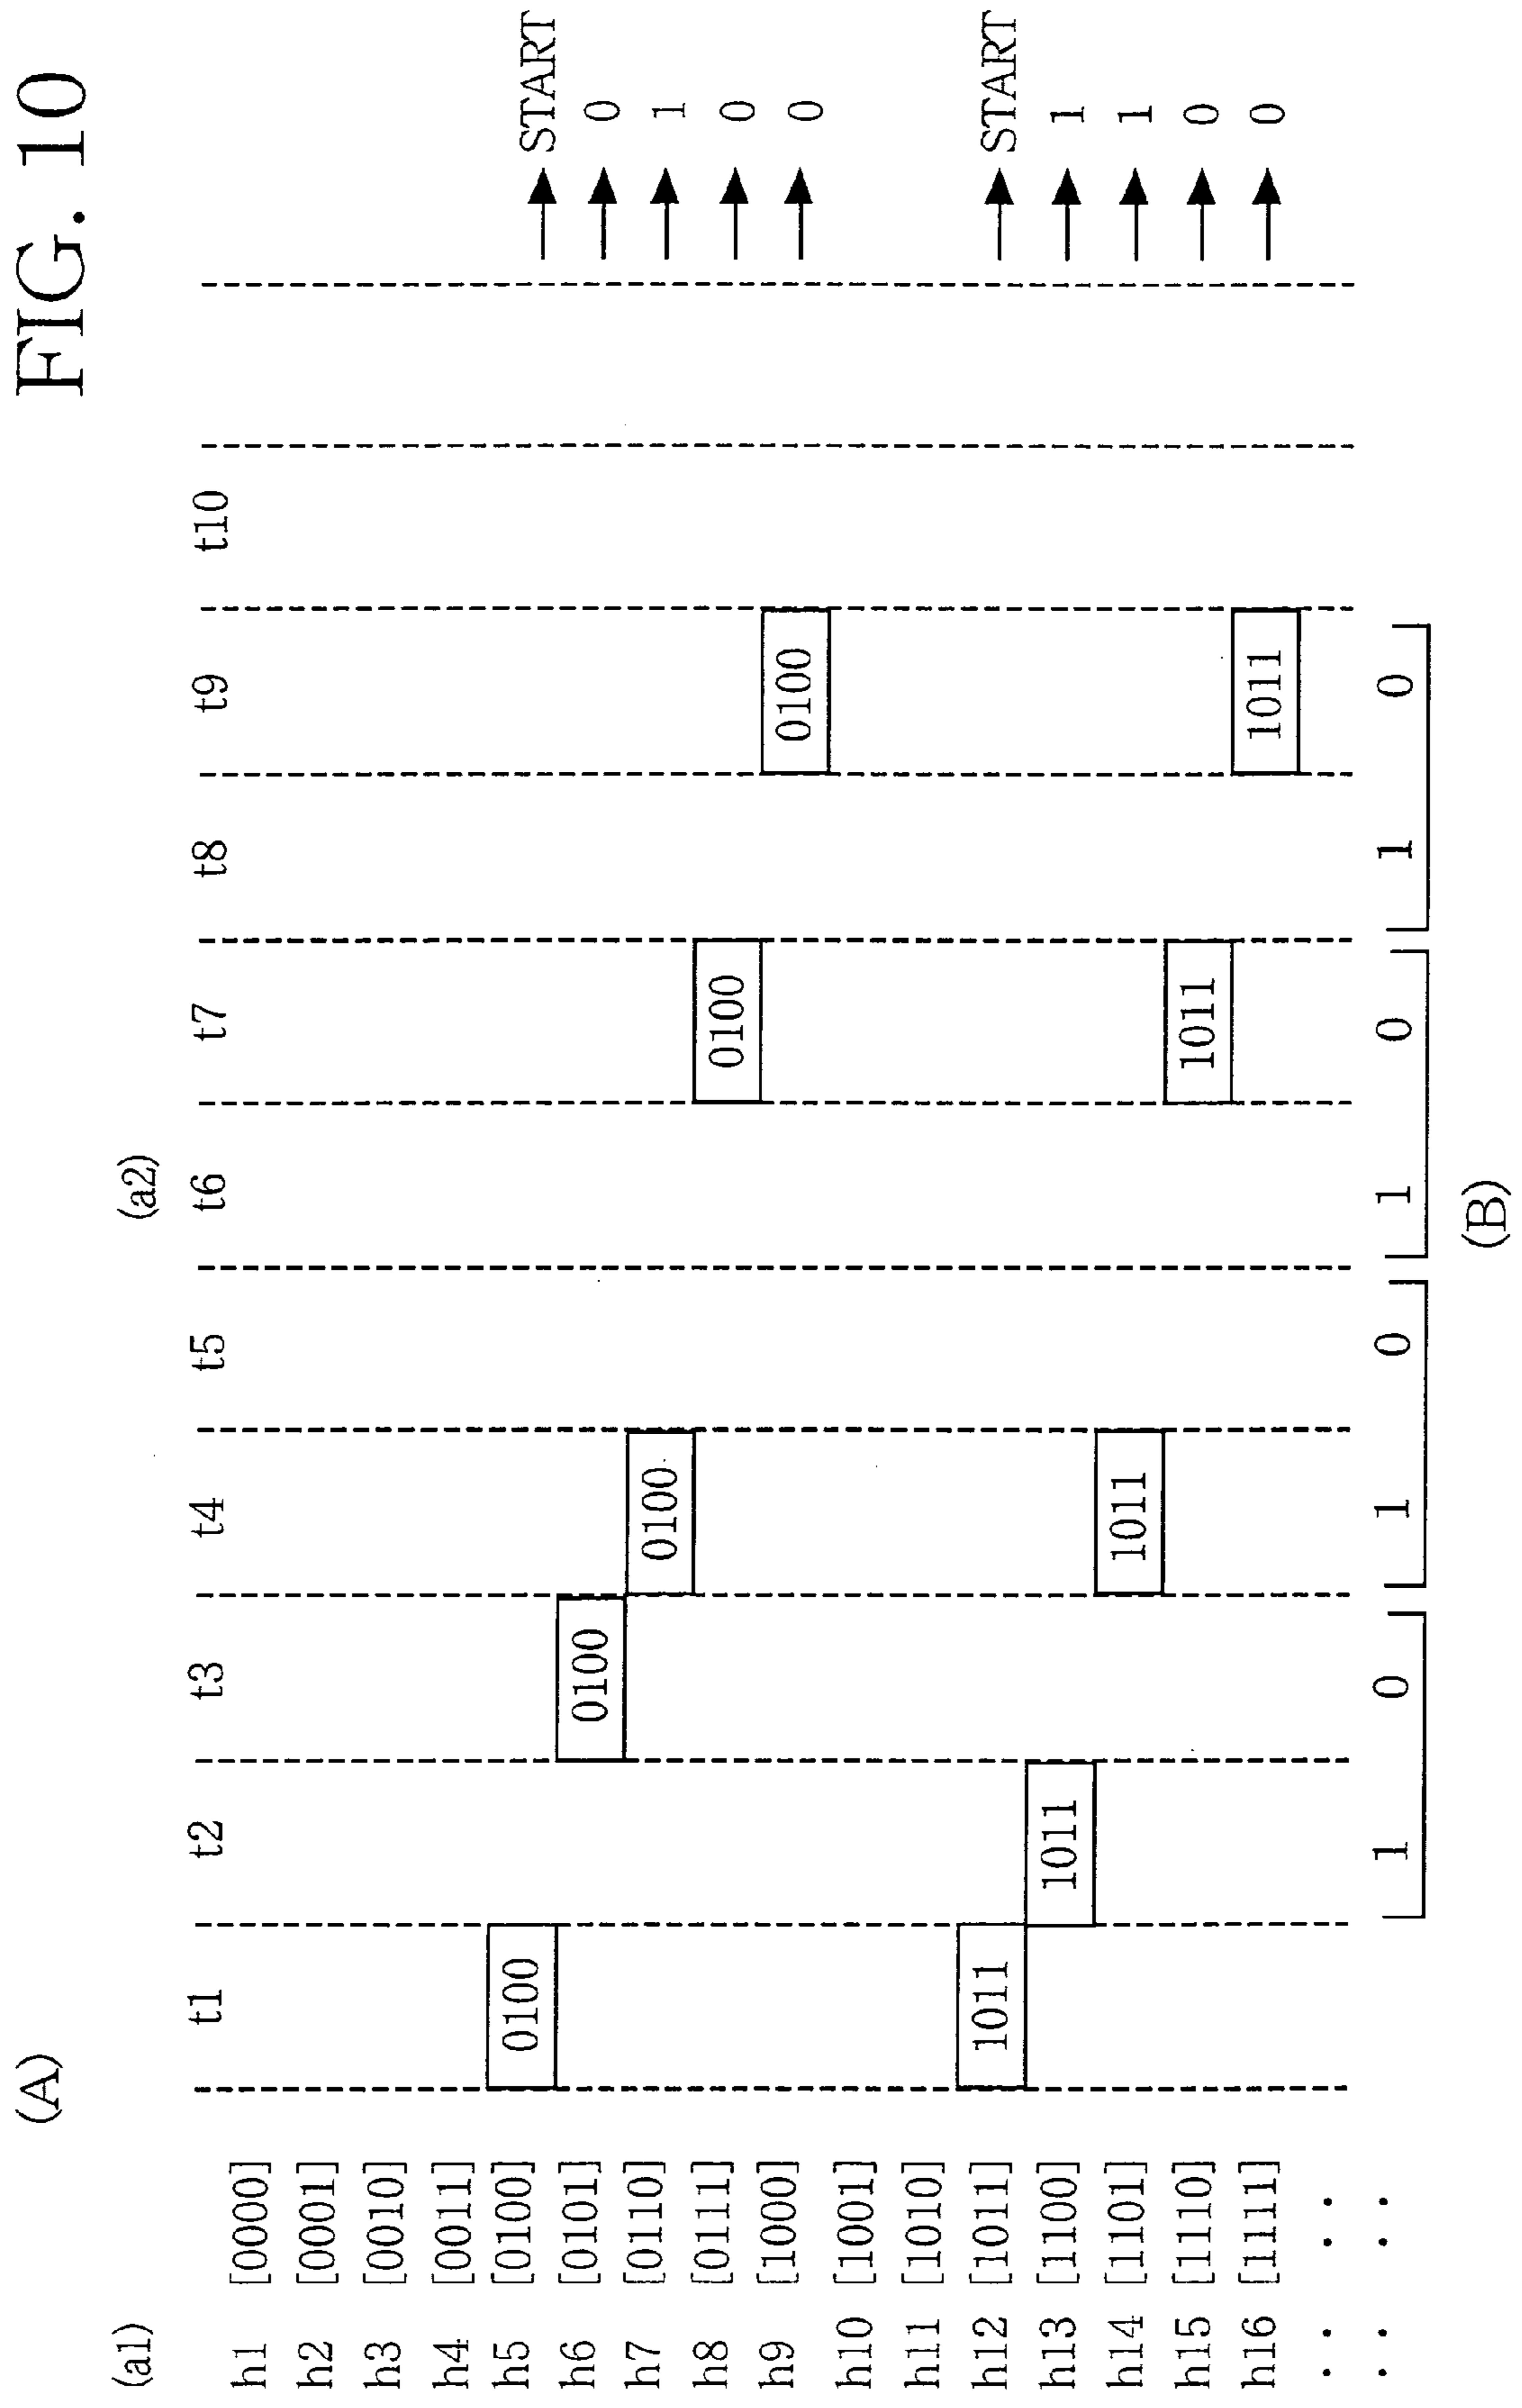 FIG. 10
(A)
(a1) (a2)
t1 t2 t3 t4 t5 t6 t7 t8 t9 t10
h1 [0000]
h2 [0001]
h3 [0010]
h4 [0011]
h5 [0100] 0100 START
h6 [0101] 0100 0
h7 [0110] 0100 1
h8 [0111] 0100 0
h9 [1000] 0100 0
h10 [1001]
h11 [1010]
h12 [1011] 1011 START
h13 [1100] 1011 1
h14 [1101] 1011 1
h15 [1110] 1011 0
h16 [1111] 1011 0
1 0 1 0 1 0 1 0
(B)